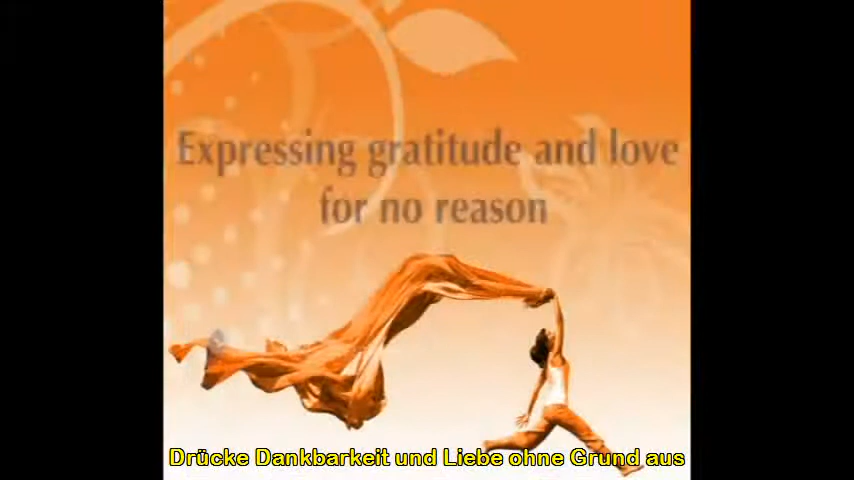 Expressing gratitude and love
for no reason
Drücke Dankbarkeit und Liebe ohne Grund aus